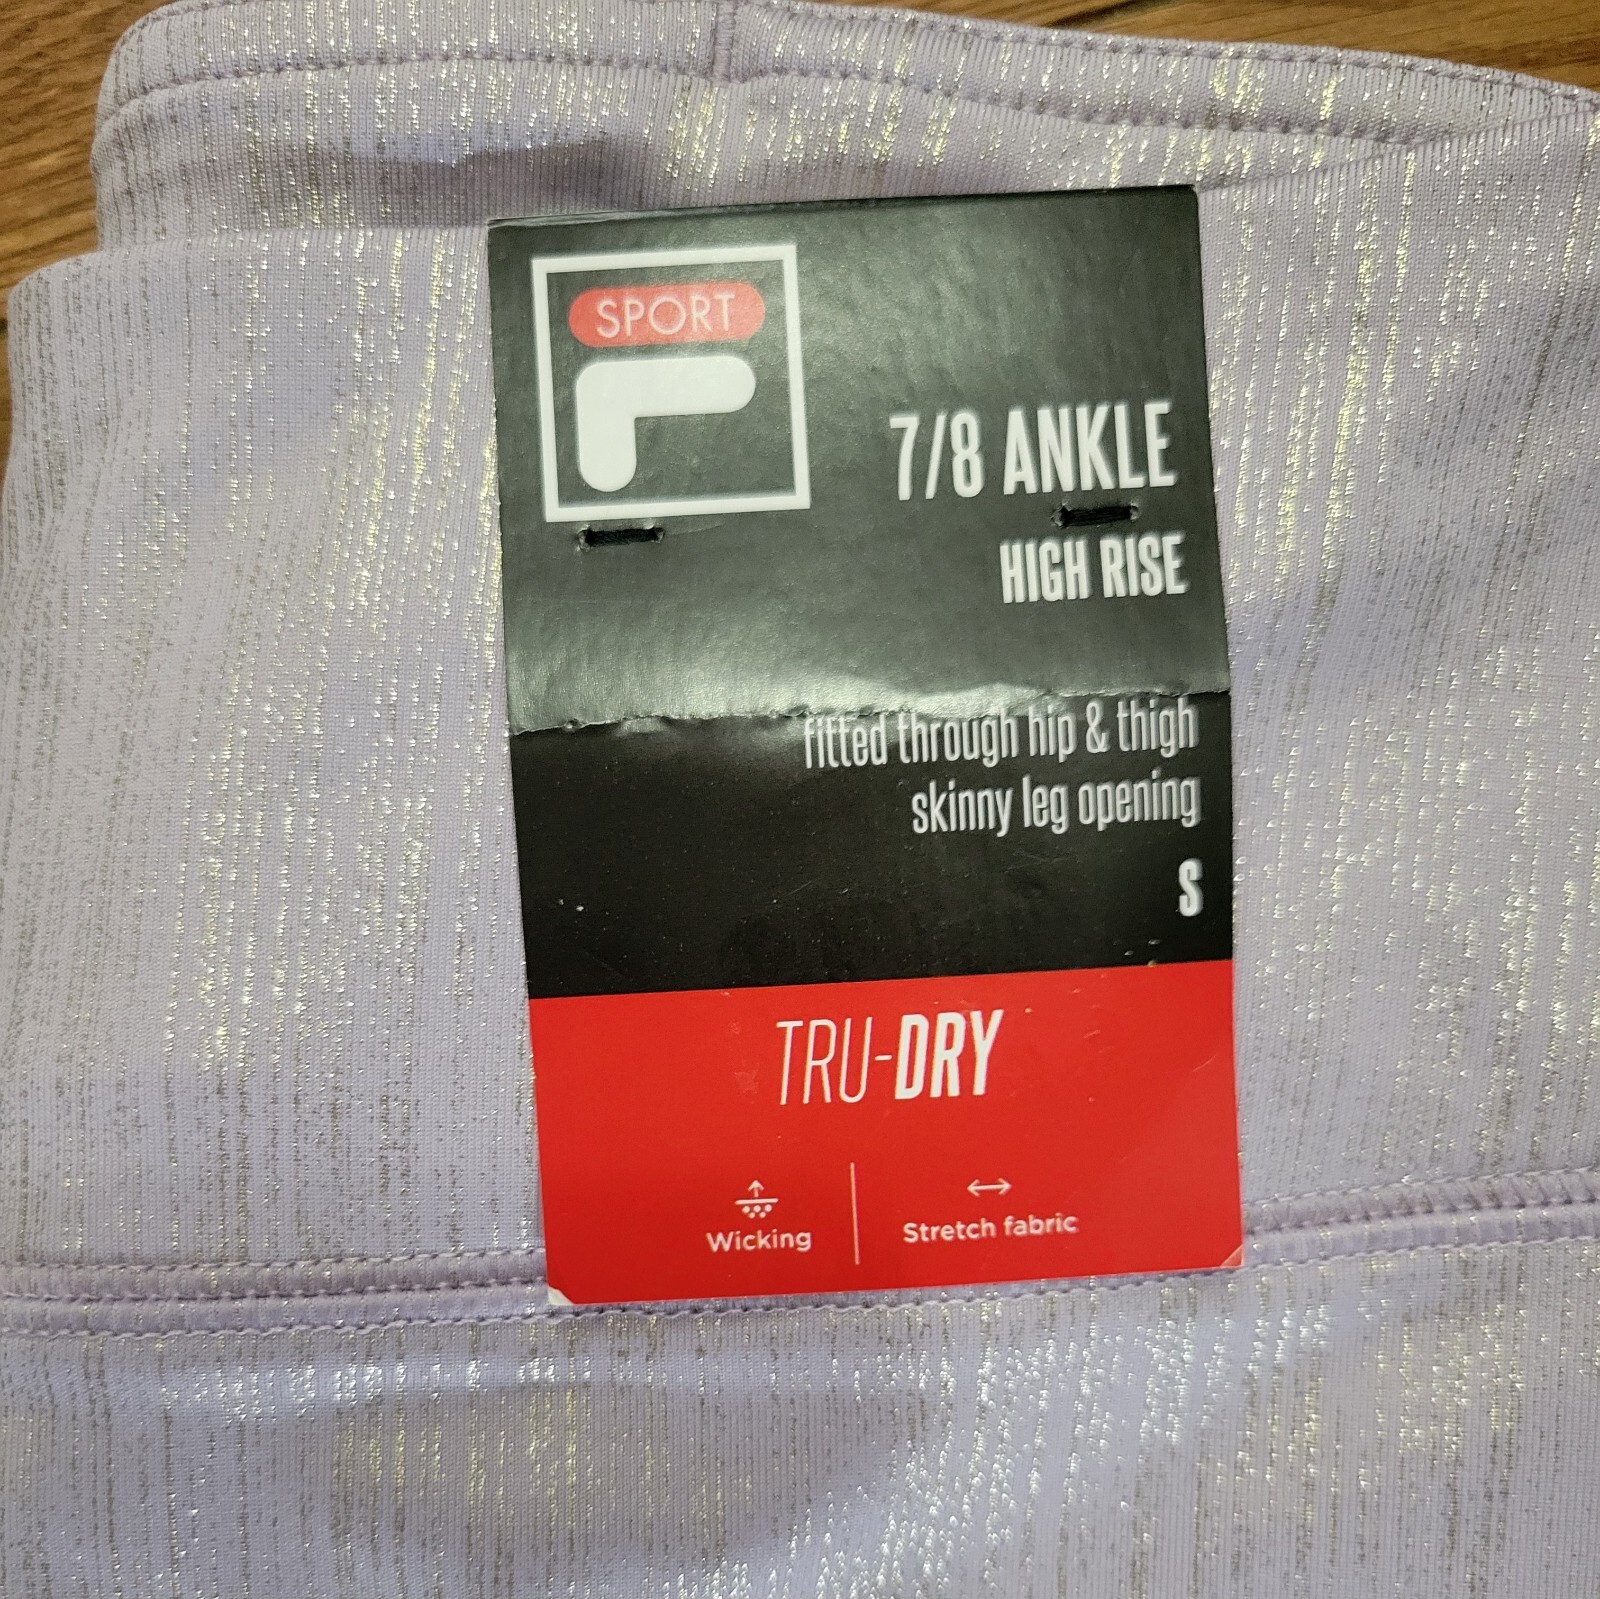 SPORT
F
7/8 ANKLE
HIGH RISE
fitted through hip & thigh
skinny leg opening
S
TRU-DRY
Wicking
Stretch fabric